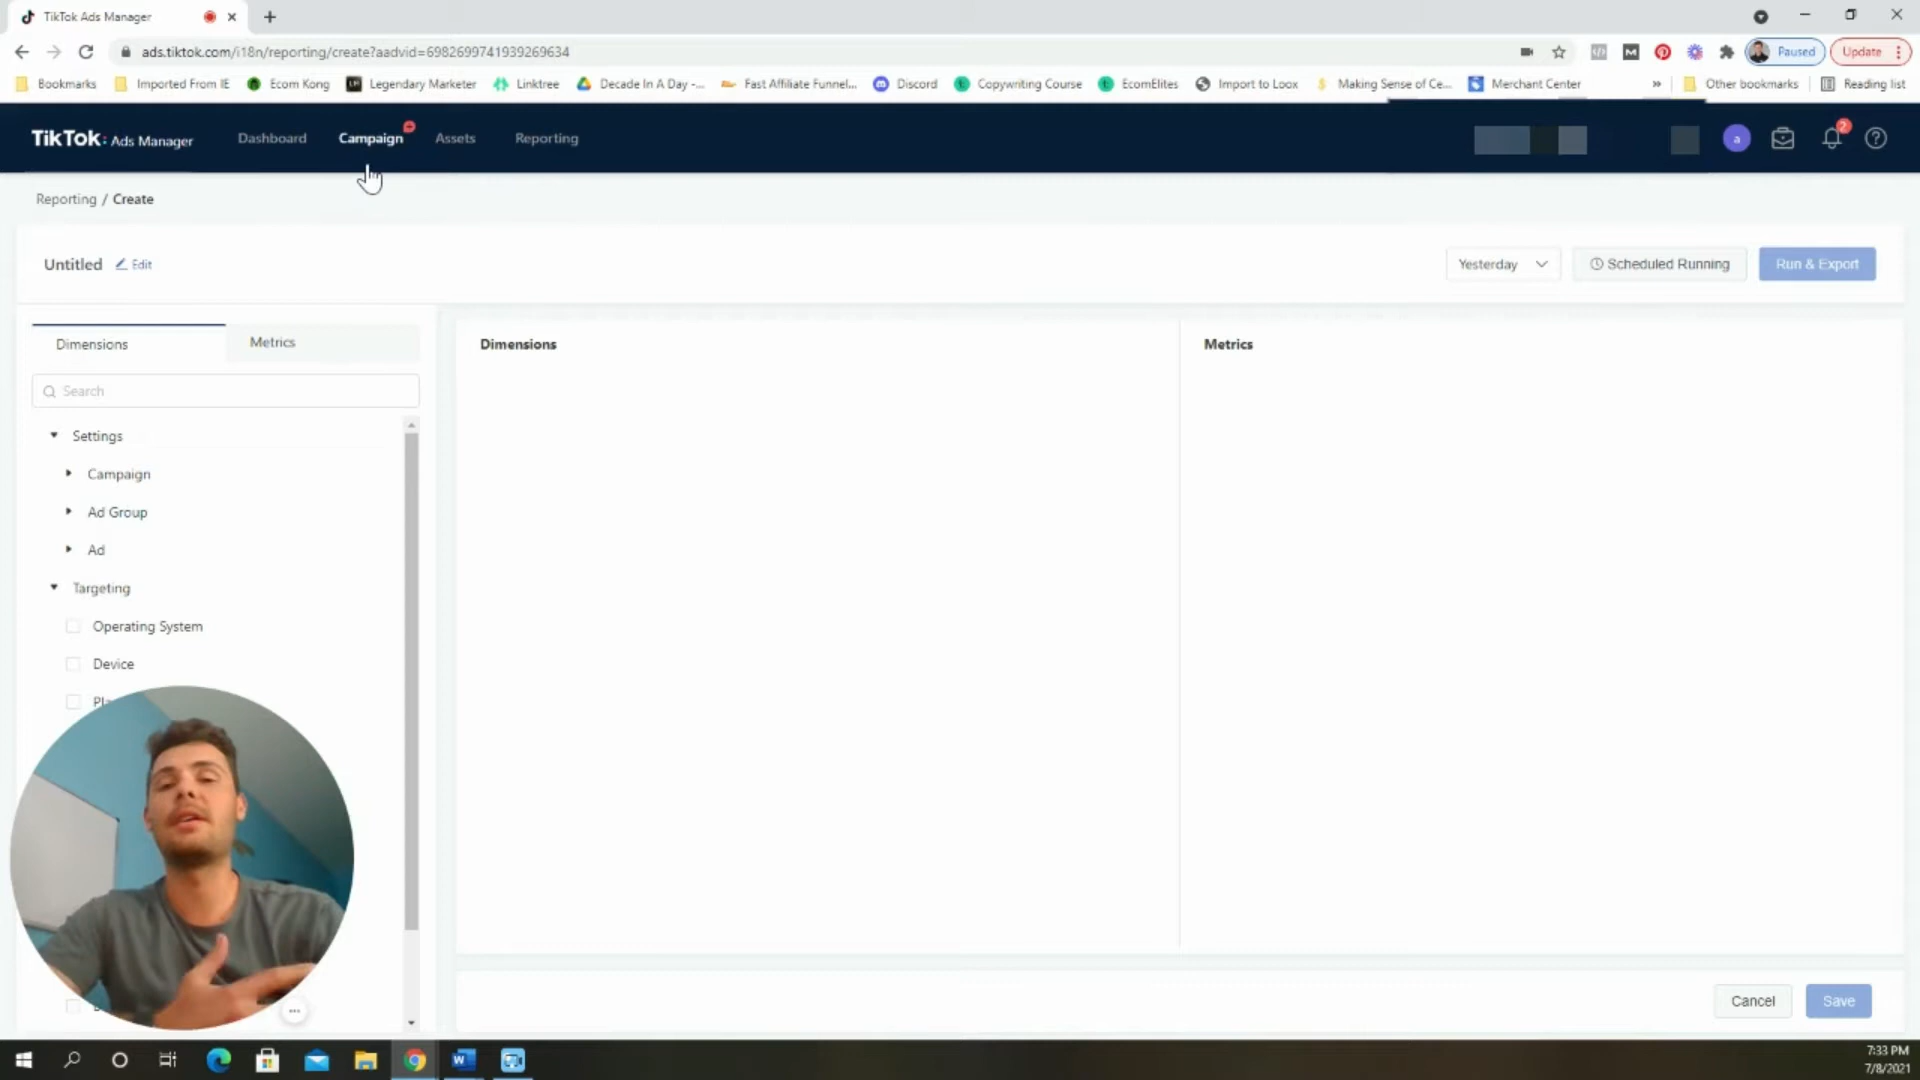 TikTok Ads Manager
ads.tiktok.com/i18n/reporting/create?aadvid=6982699741939269634
Paused
Update
Bookmarks
Imported From IE
Ecom Kong
Legendary Marketer
Linktree
Decade In A Day -...
Fast Affiliate Funnel...
Discord
Copywriting Course
EcomElites
Import to Loox
Making Sense of Ce...
Merchant Center
»
Other bookmarks
Reading list
TikTok: Ads Manager
Dashboard
Campaign
Assets
Reporting
a
2
Reporting / Create
Untitled
Edit
Yesterday
Scheduled Running
Run & Export
Dimensions
Metrics
Search
Settings
Campaign
Ad Group
Ad
Targeting
Operating System
Device
Dimensions
Metrics
Cancel
Save
7:33 PM
7/8/2021